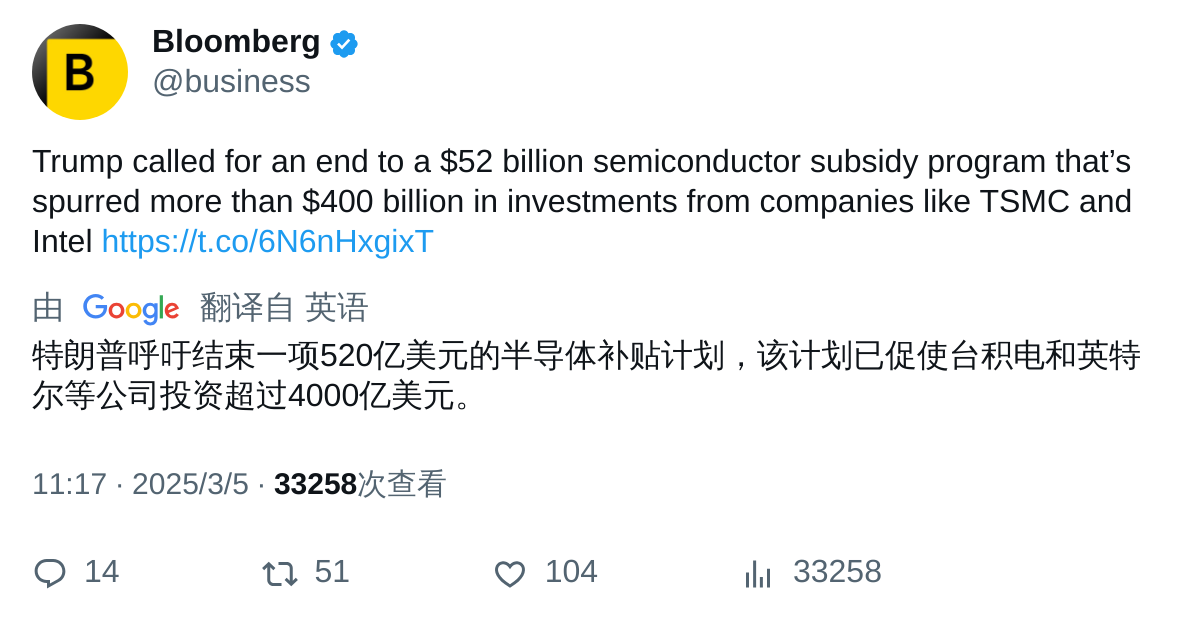 B
Bloomberg
@business
Trump called for an end to a $52 billion semiconductor subsidy program that’s
spurred more than $400 billion in investments from companies like TSMC and
Intel https://t.co/6N6nHxgixT
由 Google 翻译自 英语
特朗普呼吁结束一项520亿美元的半导体补贴计划，该计划已促使台积电和英特
尔等公司投资超过4000亿美元。
11:17 · 2025/3/5 · 33258次查看
14 51 104 33258